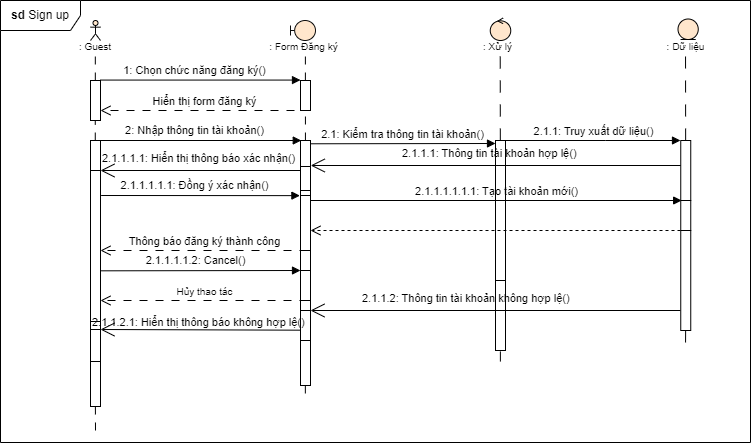 sd Sign up
: Guest
: Form Đăng ký
: Xử lý
: Dữ liệu
1: Chọn chức năng đăng ký()
Hiển thị form đăng ký
2: Nhập thông tin tài khoản()
2.1: Kiểm tra thông tin tài khoản()
2.1.1: Truy xuất dữ liệu()
2.1.1.1.1: Hiển thị thông báo xác nhận()
2.1.1.1: Thông tin tài khoản hợp lệ()
2.1.1.1.1.1: Đồng ý xác nhận()
2.1.1.1.1.1.1: Tạo tài khoản mới()
Thông báo đăng ký thành công
2.1.1.1.1.2: Cancel()
Hủy thao tác
2.1.1.2: Thông tin tài khoản không hợp lệ()
2.1.1.2.1: Hiển thị thông báo không hợp lệ()